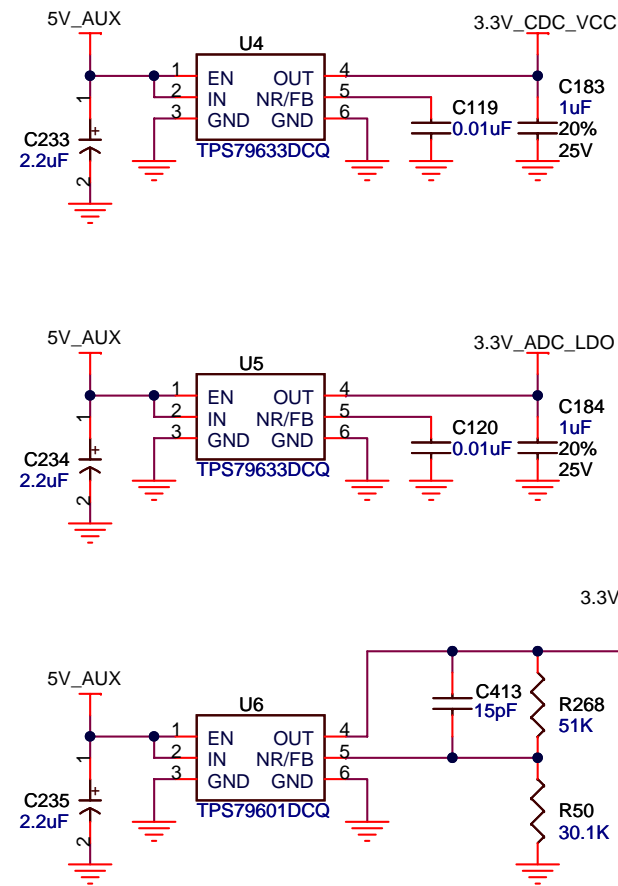 5V_AUX
3.3V_CDC_VCC
U4
1 EN OUT 4
2 IN NR/FB 5
3 GND GND 6
TPS79633DCQ
1
+
C233
2.2uF
2
C119
0.01uF
C183
1uF
20%
25V
5V_AUX
3.3V_ADC_LDO
U5
1 EN OUT 4
2 IN NR/FB 5
3 GND GND 6
TPS79633DCQ
1
+
C234
2.2uF
2
C120
0.01uF
C184
1uF
20%
25V
3.3V
5V_AUX
U6
1 EN OUT 4
2 IN NR/FB 5
3 GND GND 6
TPS79601DCQ
1
+
C235
2.2uF
2
C413
15pF
R268
51K
R50
30.1K